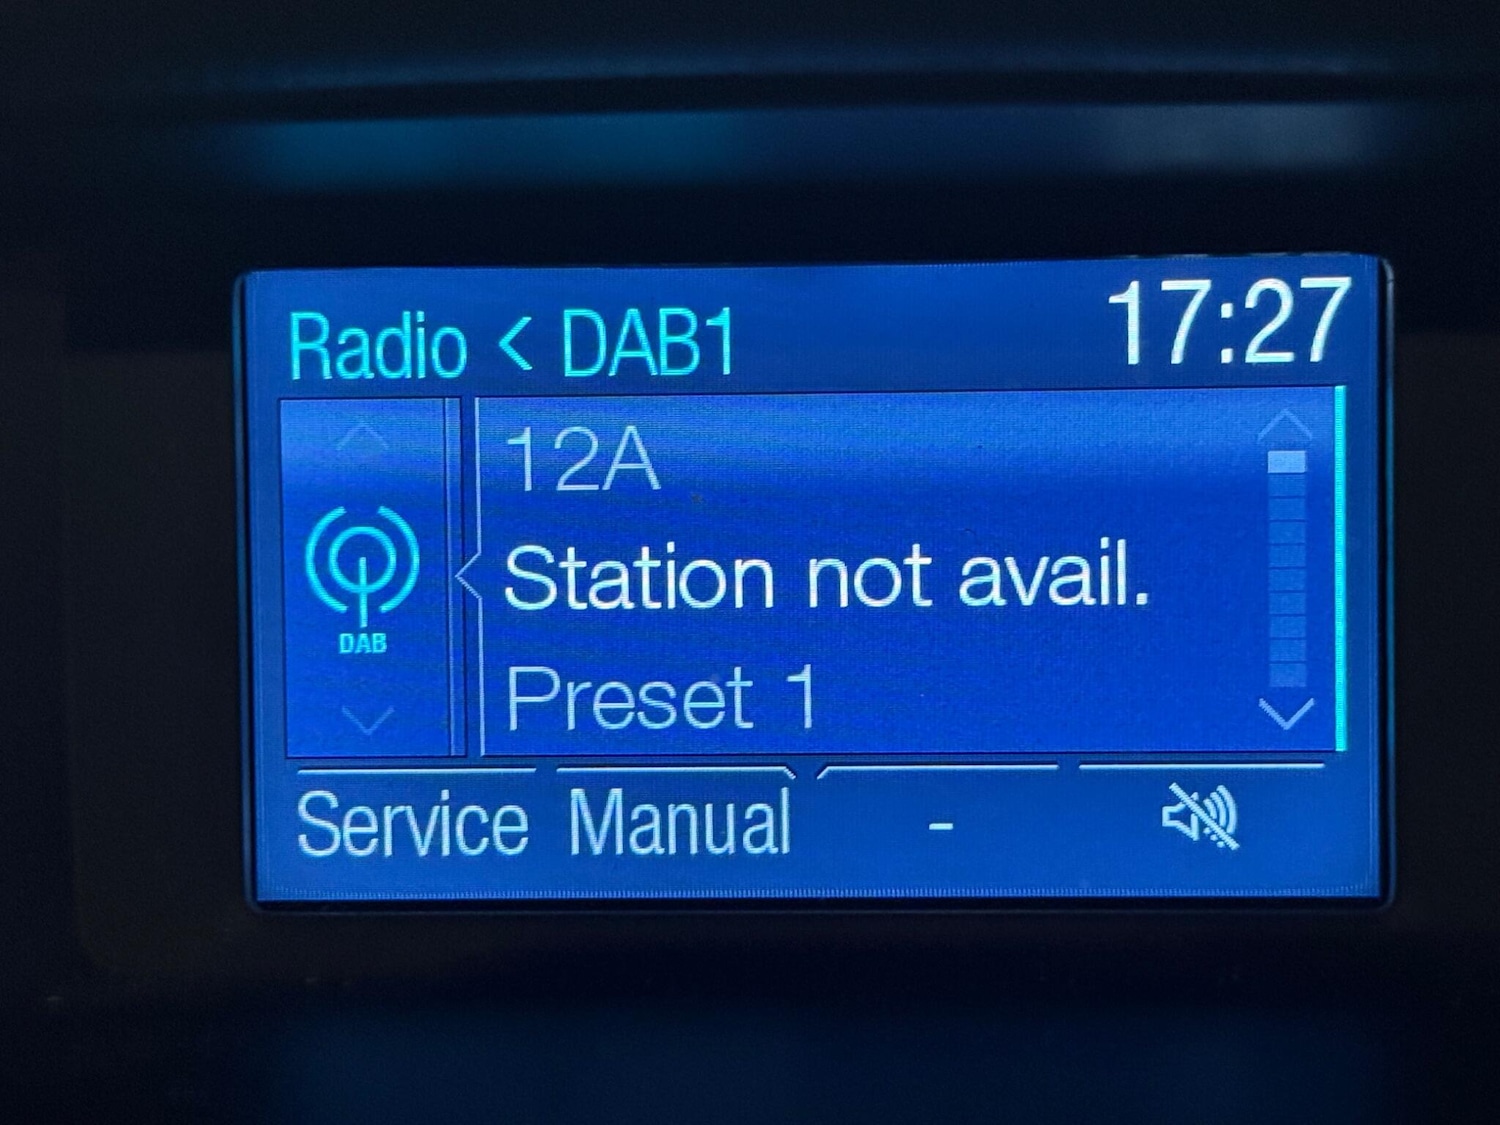 Radio < DAB1 17:27
12A
Station not avail.
DAB
Preset 1
Service Manual -